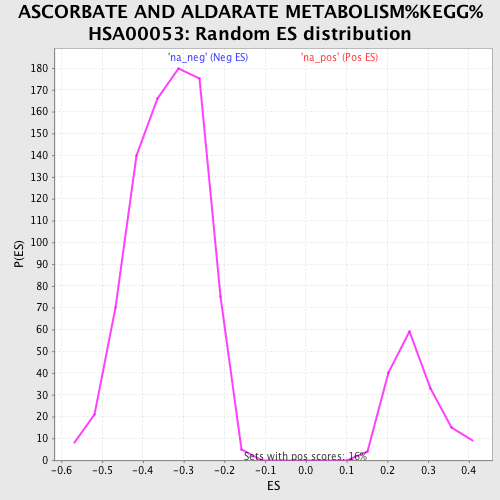 ASCORBATE AND ALDARATE METABOLISM%KEGG%
HSA00053: Random ES distribution
'na_neg' (Neg ES) 'na_pos' (Pos ES)
180
170
160
150
140
130
120
110
100
90
80
70
60
50
40
30
20
10
0
P(ES)
Sets with pos scores: 16%
-0.6 -0.5 -0.4 -0.3 -0.2 -0.1 0.0 0.1 0.2 0.3 0.4
ES